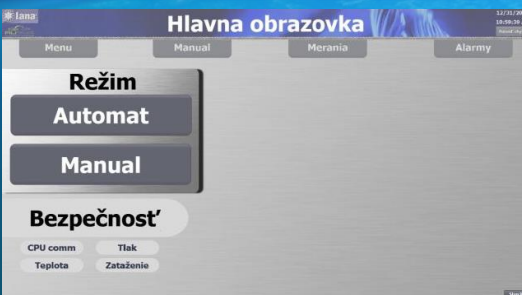 lana
Hlavna obrazovka
Menu Manual Merania Alarmy
Režim
Automat
Manual
Bezpečnosť
CPU comm Tlak
Teplota Zataženie